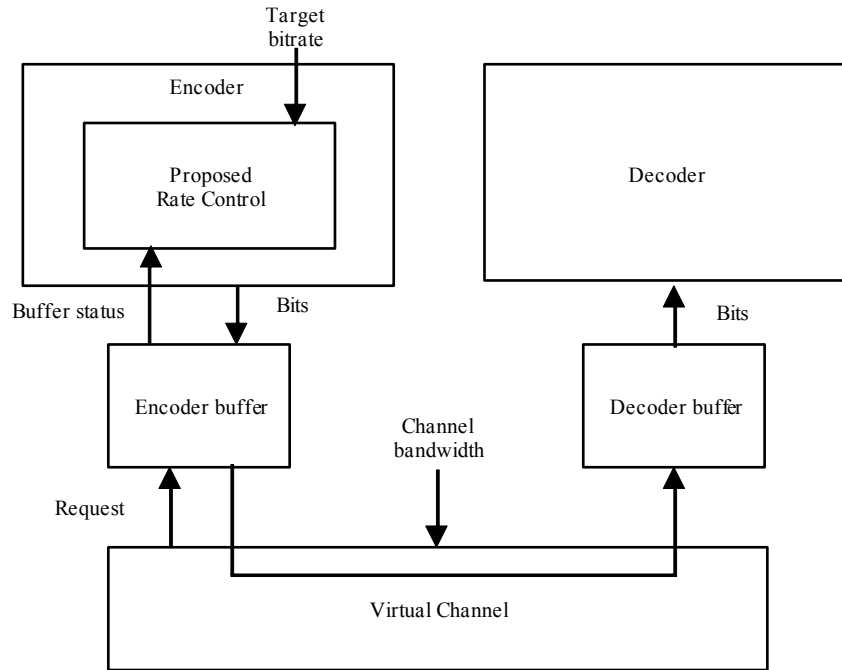 Target
bitrate
Encoder
Proposed
Rate Control
Decoder
Buffer status
Bits
Bits
Encoder buffer
Decoder buffer
Channel
bandwidth
Request
Virtual Channel